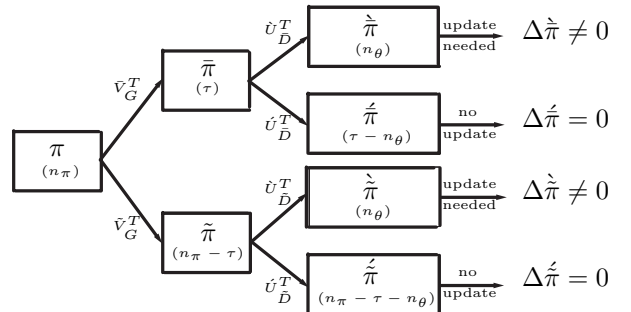 π
(n_π)
V̄_G^T
Ṽ_G^T
π̄
(τ)
π̃
(n_π − τ)
Ù_D̄^T
Ú_D̄^T
Ù_D̃^T
Ú_D̃^T
π̄̀
(n_θ)
update
needed
Δπ̄̀ ≠ 0
π̄́
(τ − n_θ)
no
update
Δπ̄́ = 0
π̃̀
(n_θ)
update
needed
Δπ̃̀ ≠ 0
π̃́
(n_π − τ − n_θ)
no
update
Δπ̃́ = 0